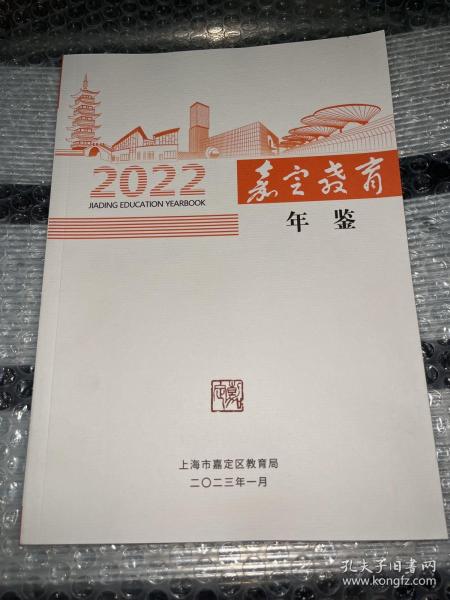 2022
JIADING EDUCATION YEARBOOK
嘉定教育
年鉴
上海市嘉定区教育局
二〇二三年一月
孔夫子旧书网
www.kongfz.com